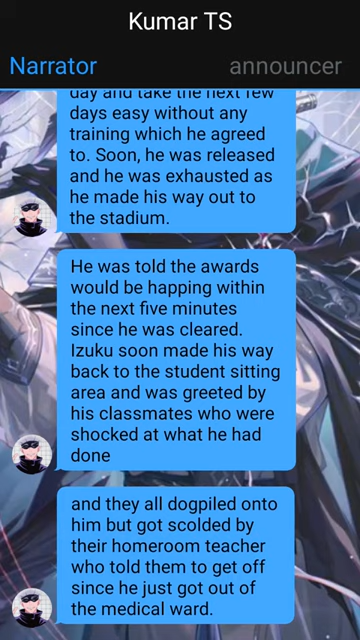 Kumar TS
Narrator
announcer
day and take the next few
days easy without any
training which he agreed
to. Soon, he was released
and he was exhausted as
he made his way out to
the stadium.
He was told the awards
would be happing within
the next five minutes
since he was cleared.
Izuku soon made his way
back to the student sitting
area and was greeted by
his classmates who were
shocked at what he had
done
and they all dogpiled onto
him but got scolded by
their homeroom teacher
who told them to get off
since he just got out of
the medical ward.